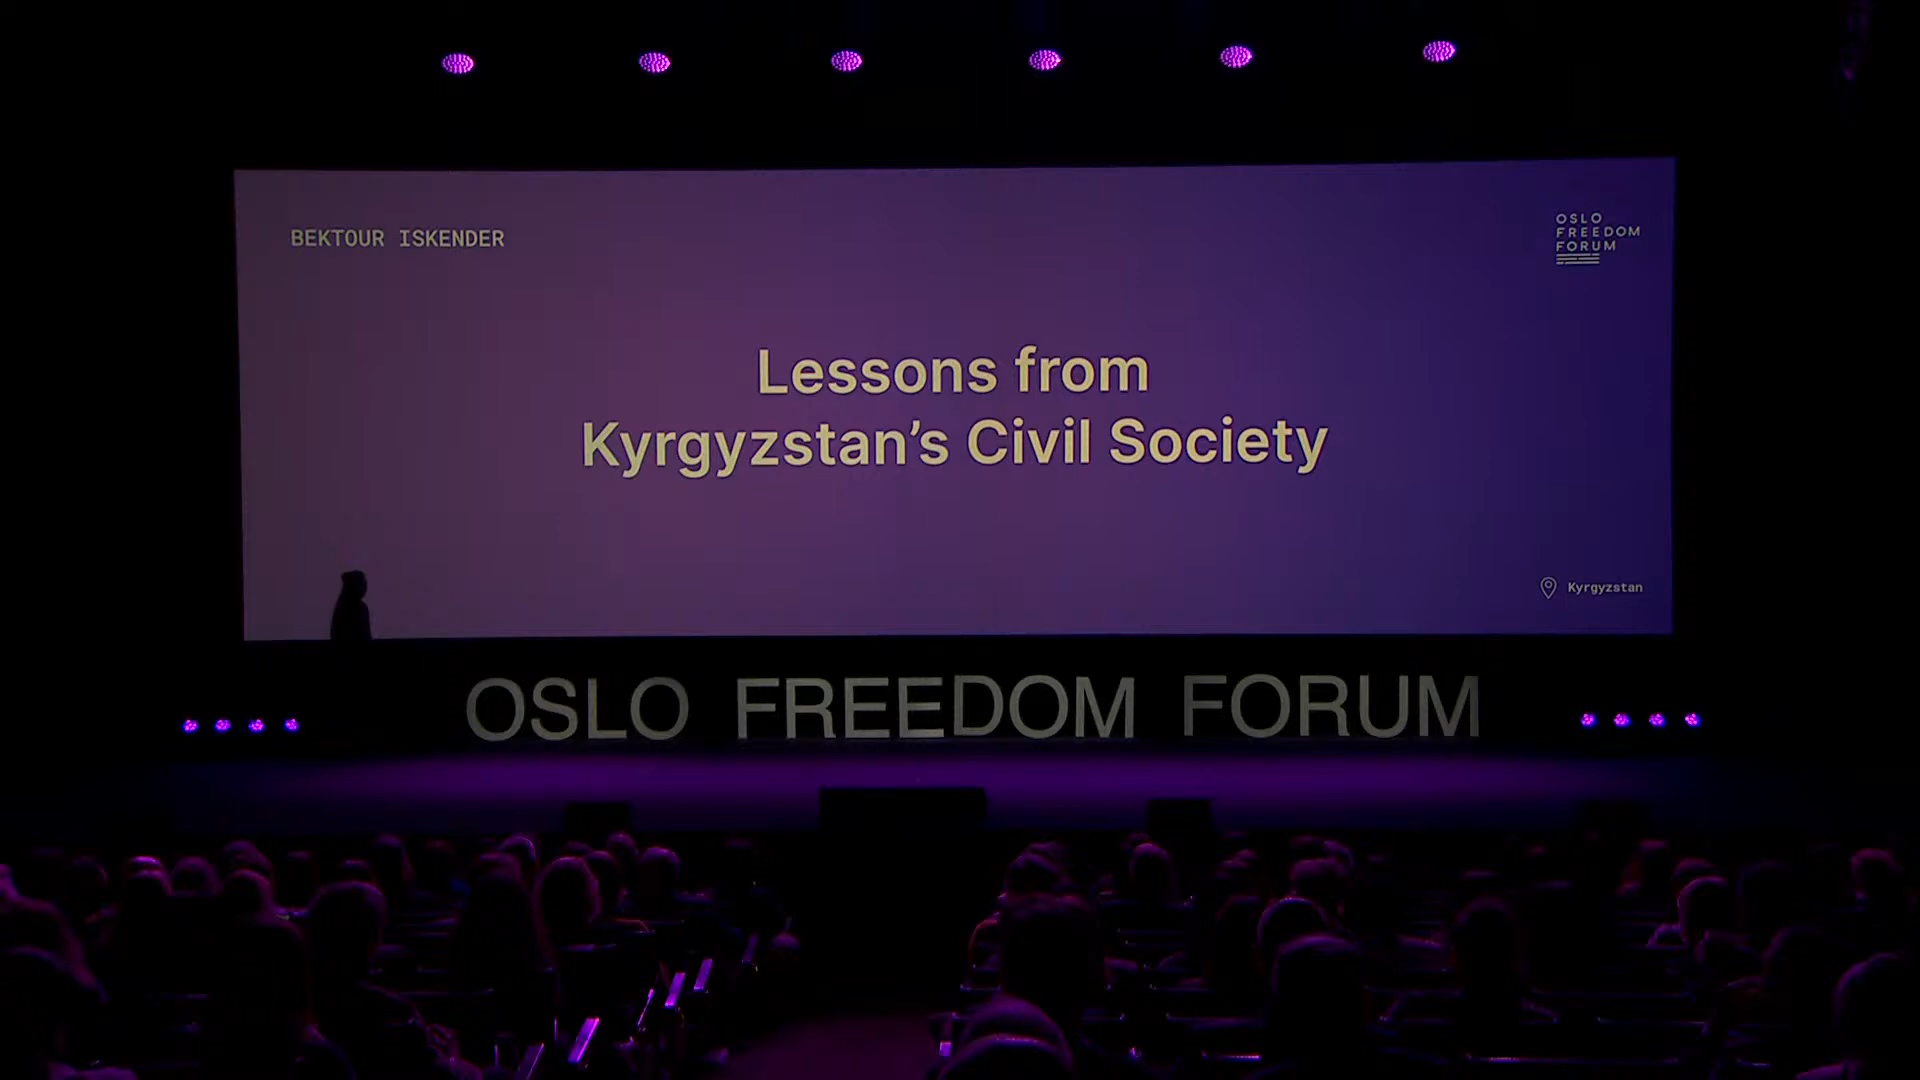 BEKTOUR ISKENDER
OSLO
FREEDOM
FORUM
Lessons from
Kyrgyzstan’s Civil Society
Kyrgyzstan
OSLO FREEDOM FORUM